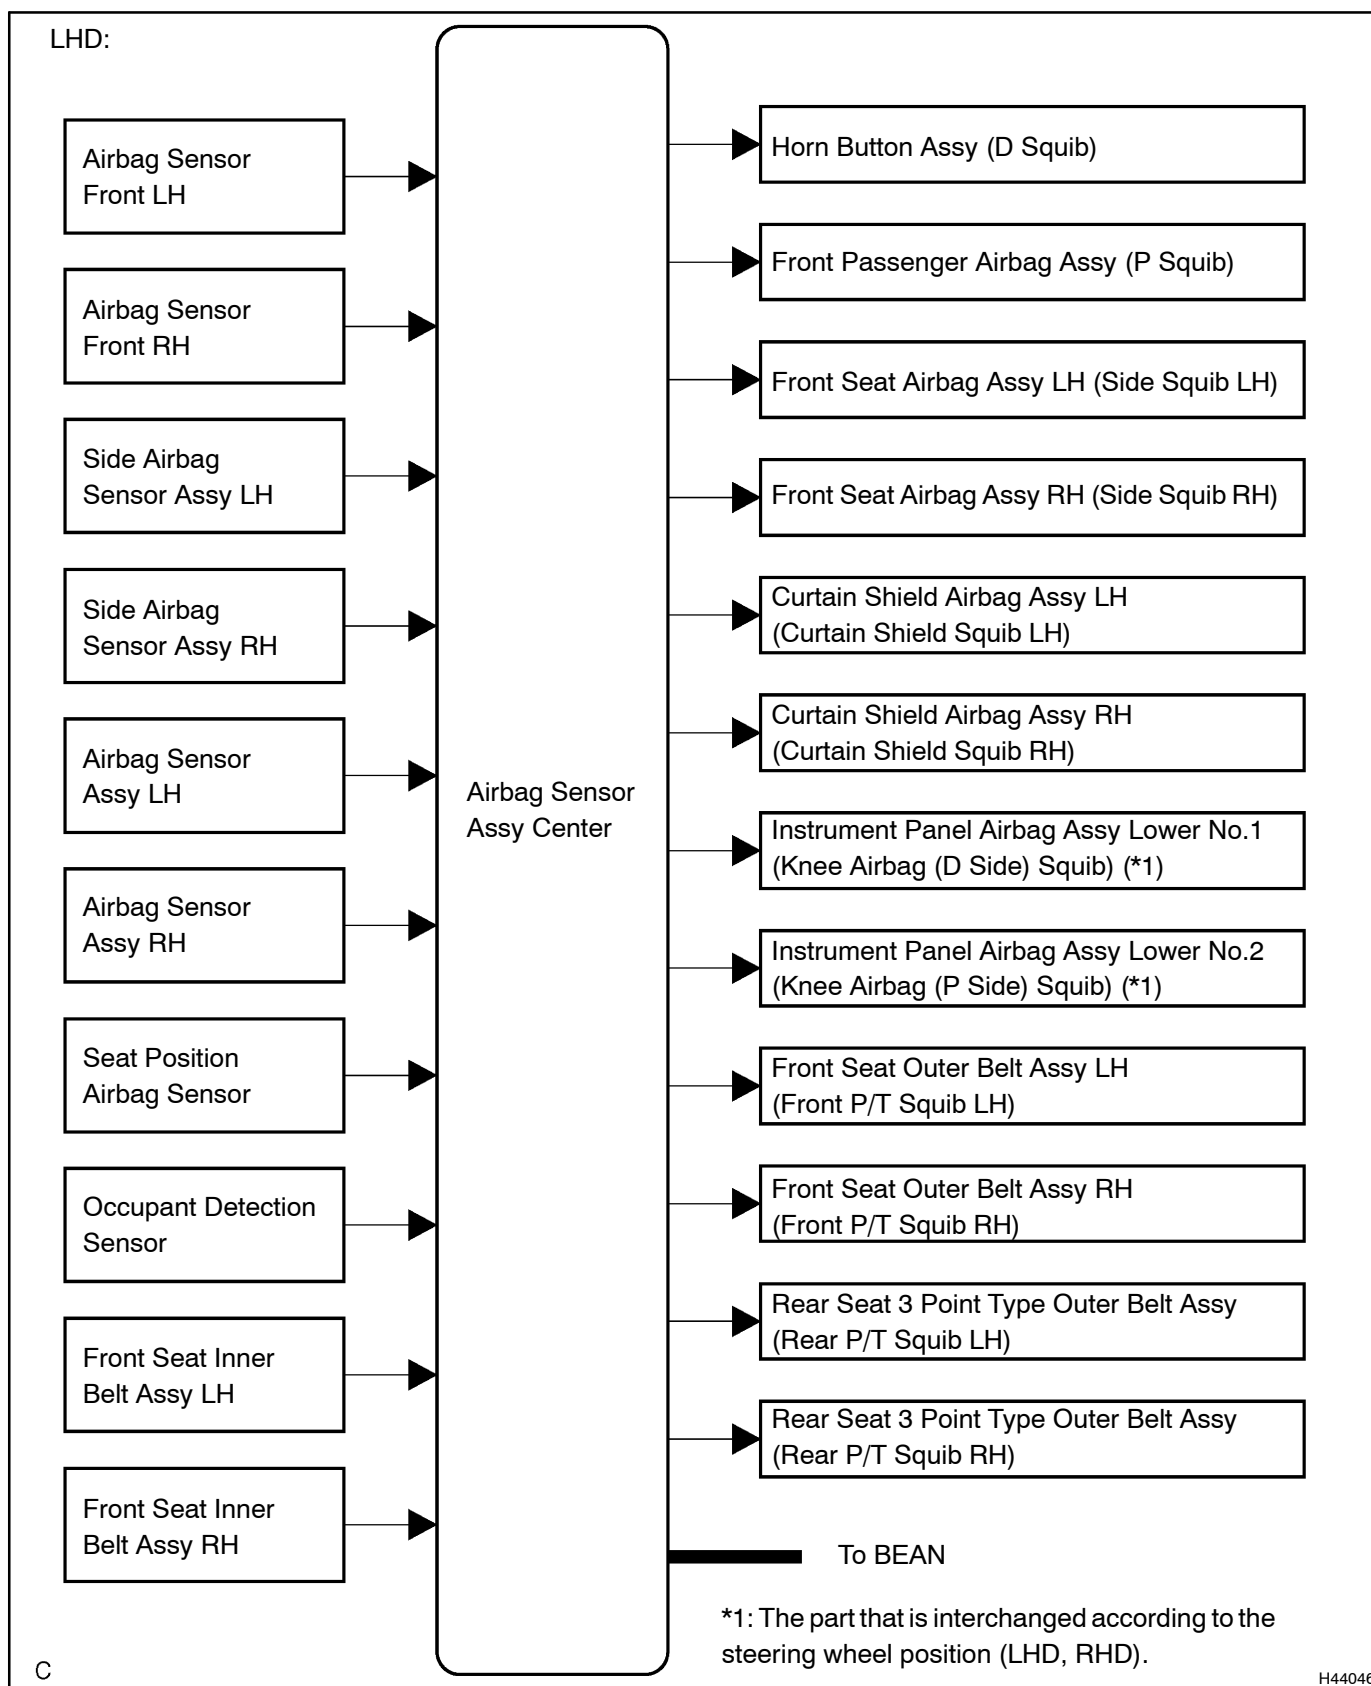 LHD:
Airbag Sensor
Front LH
Airbag Sensor
Front RH
Side Airbag
Sensor Assy LH
Side Airbag
Sensor Assy RH
Airbag Sensor
Assy LH
Airbag Sensor
Assy RH
Seat Position
Airbag Sensor
Occupant Detection
Sensor
Front Seat Inner
Belt Assy LH
Front Seat Inner
Belt Assy RH
Airbag Sensor
Assy Center
Horn Button Assy (D Squib)
Front Passenger Airbag Assy (P Squib)
Front Seat Airbag Assy LH (Side Squib LH)
Front Seat Airbag Assy RH (Side Squib RH)
Curtain Shield Airbag Assy LH
(Curtain Shield Squib LH)
Curtain Shield Airbag Assy RH
(Curtain Shield Squib RH)
Instrument Panel Airbag Assy Lower No.1
(Knee Airbag (D Side) Squib) (*1)
Instrument Panel Airbag Assy Lower No.2
(Knee Airbag (P Side) Squib) (*1)
Front Seat Outer Belt Assy LH
(Front P/T Squib LH)
Front Seat Outer Belt Assy RH
(Front P/T Squib RH)
Rear Seat 3 Point Type Outer Belt Assy
(Rear P/T Squib LH)
Rear Seat 3 Point Type Outer Belt Assy
(Rear P/T Squib RH)
To BEAN
*1: The part that is interchanged according to the
steering wheel position (LHD, RHD).
C
H44046